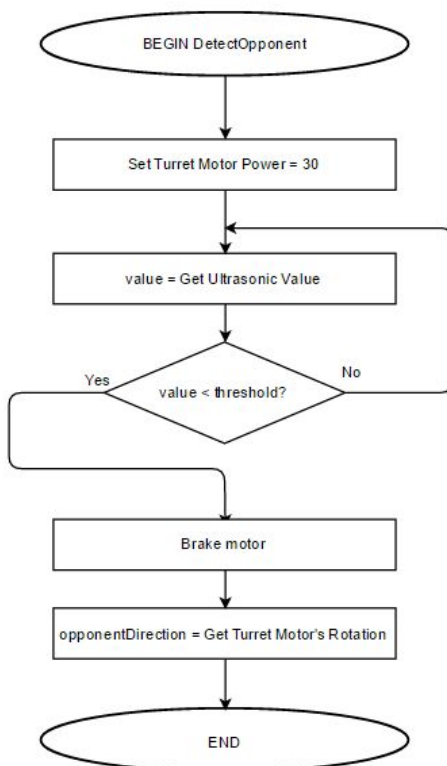 BEGIN DetectOpponent
Set Turret Motor Power = 30
value = Get Ultrasonic Value
Yes
No
value < threshold?
Brake motor
opponentDirection = Get Turret Motor's Rotation
END